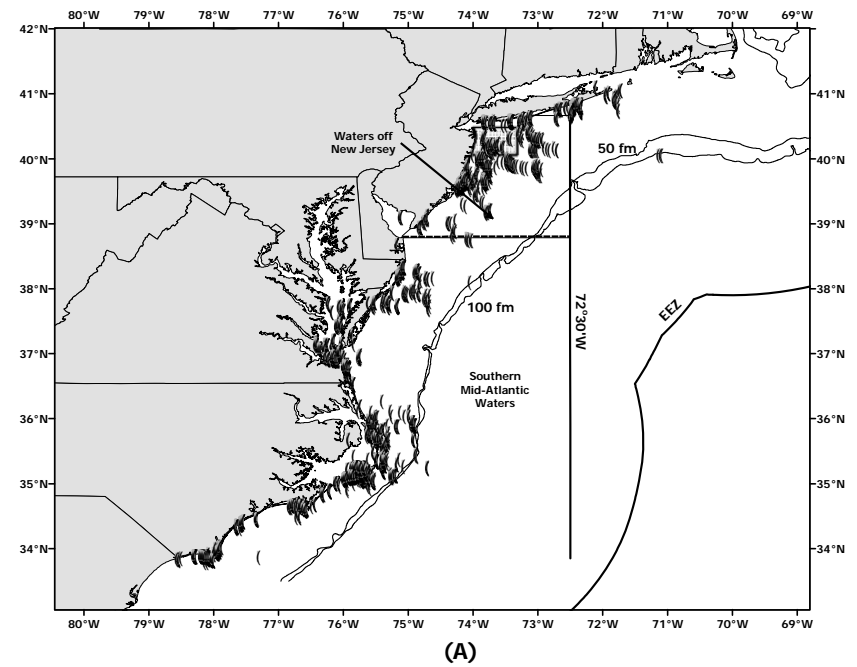 80°W 79°W 78°W 77°W 76°W 75°W 74°W 73°W 72°W 71°W 70°W 69°W
42°N 42°N
41°N 41°N
Waters off
New Jersey
50 fm
40°N 40°N
39°N 39°N
38°N 38°N
100 fm
72°30'W
EEZ
37°N 37°N
Southern
Mid-Atlantic
Waters
36°N 36°N
35°N 35°N
34°N 34°N
80°W 79°W 78°W 77°W 76°W 75°W 74°W 73°W 72°W 71°W 70°W 69°W
(A)